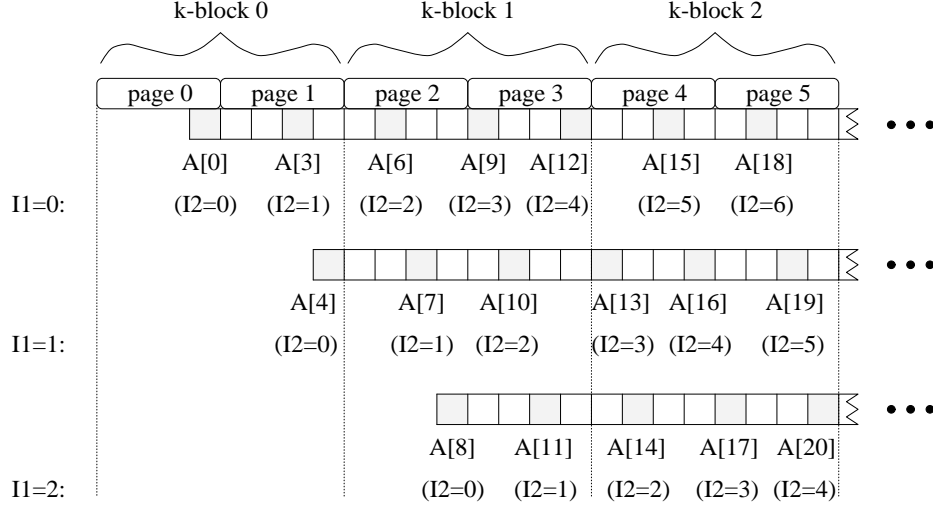 k-block 0 k-block 1 k-block 2
page 0 page 1 page 2 page 3 page 4 page 5
A[0] A[3] A[6] A[9] A[12] A[15] A[18]
I1=0: (I2=0) (I2=1) (I2=2) (I2=3) (I2=4) (I2=5) (I2=6)
A[4] A[7] A[10] A[13] A[16] A[19]
I1=1: (I2=0) (I2=1) (I2=2) (I2=3) (I2=4) (I2=5)
A[8] A[11] A[14] A[17] A[20]
I1=2: (I2=0) (I2=1) (I2=2) (I2=3) (I2=4)